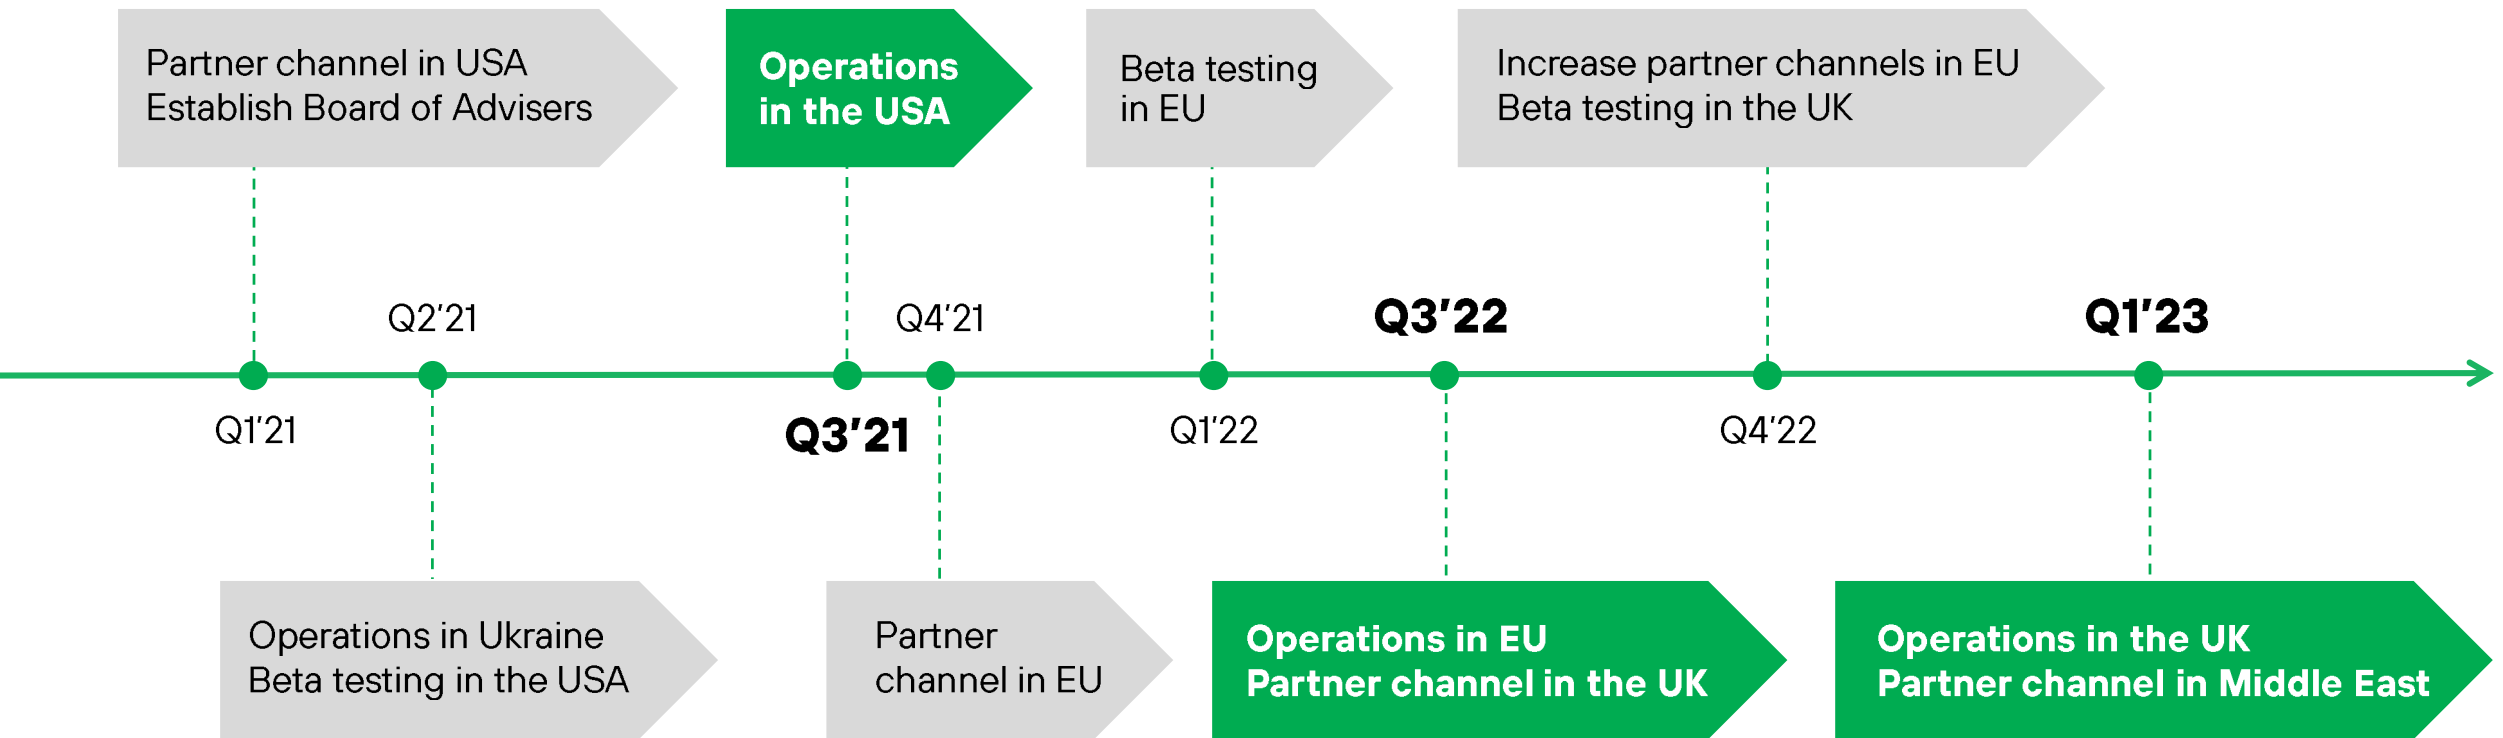 Partner channel in USA
Establish Board of Advisers
Operations
in the USA
Beta testing
in EU
Increase partner channels in EU
Beta testing in the UK
Q2’21
Q4’21
Q3’22
Q1’23
Q1’21
Q3’21
Q1’22
Q4’22
Operations in Ukraine
Beta testing in the USA
Partner
channel in EU
Operations in EU
Partner channel in the UK
Operations in the UK
Partner channel in Middle East